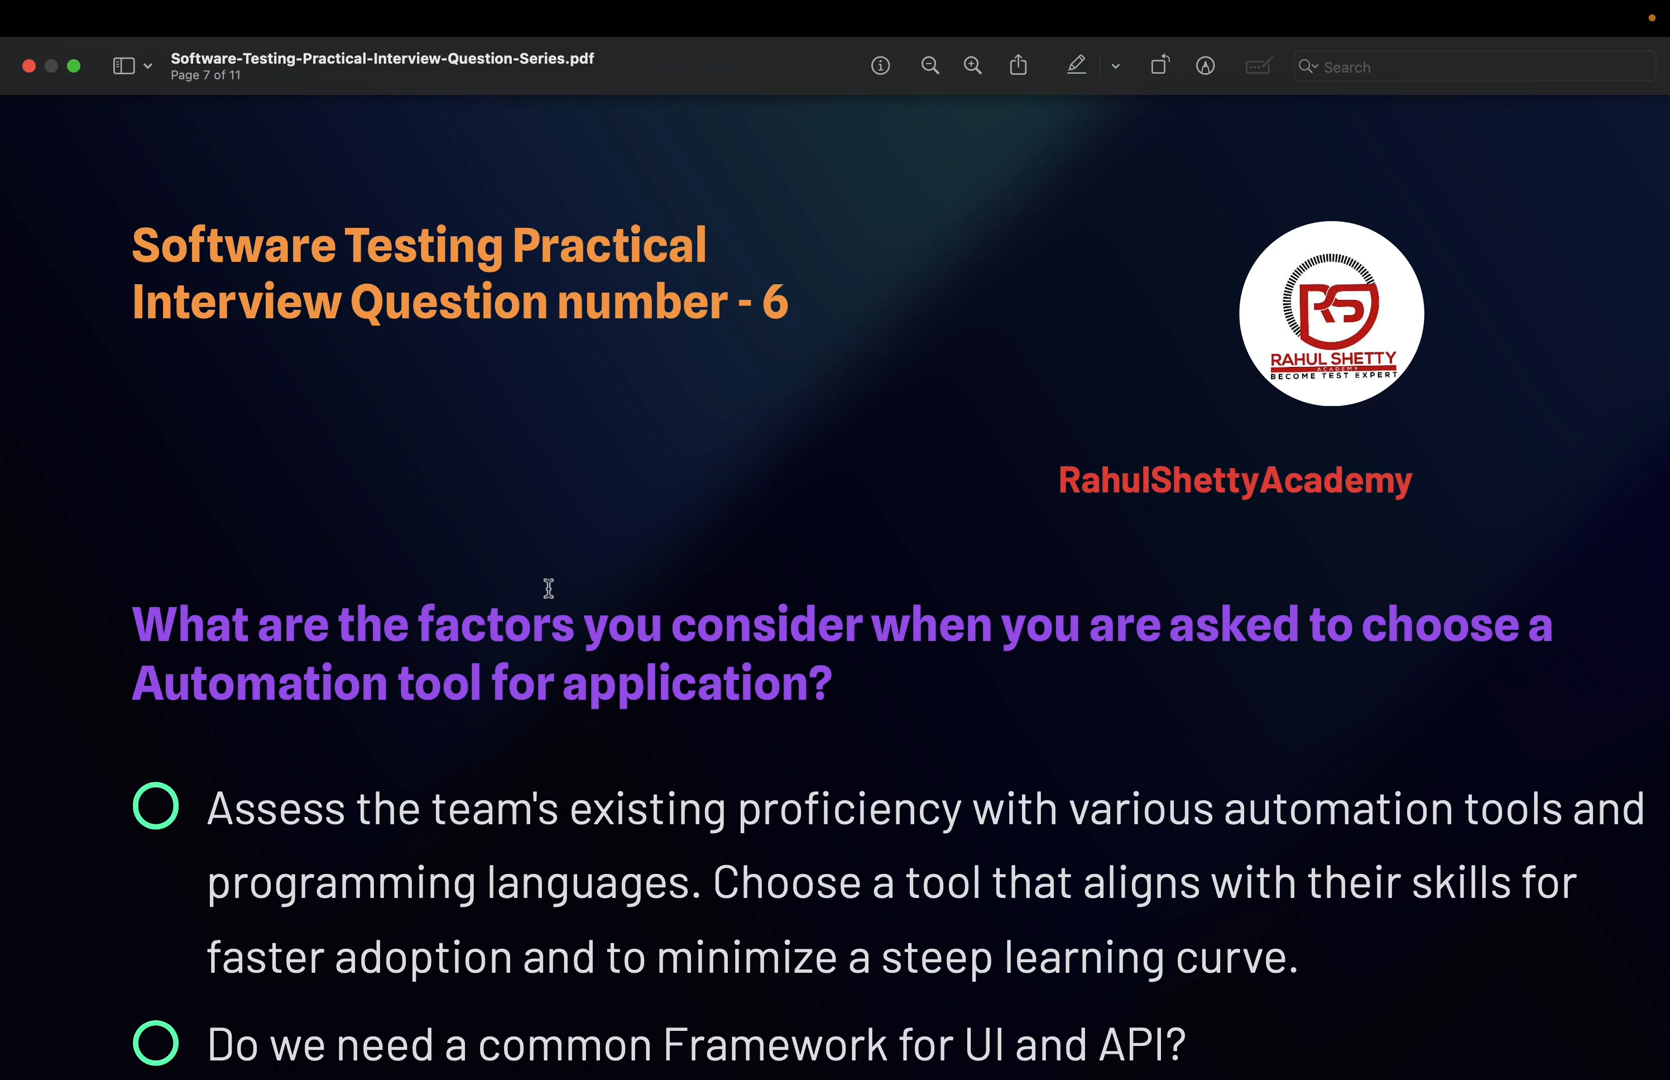 Software-Testing-Practical-Interview-Question-Series.pdf
Page 7 of 11
Search
Software Testing Practical
Interview Question number - 6
RS
RAHUL SHETTY
ACADEMY
BECOME TEST EXPERT
RahulShettyAcademy
What are the factors you consider when you are asked to choose a
Automation tool for application?
Assess the team's existing proficiency with various automation tools and
programming languages. Choose a tool that aligns with their skills for
faster adoption and to minimize a steep learning curve.
Do we need a common Framework for UI and API?